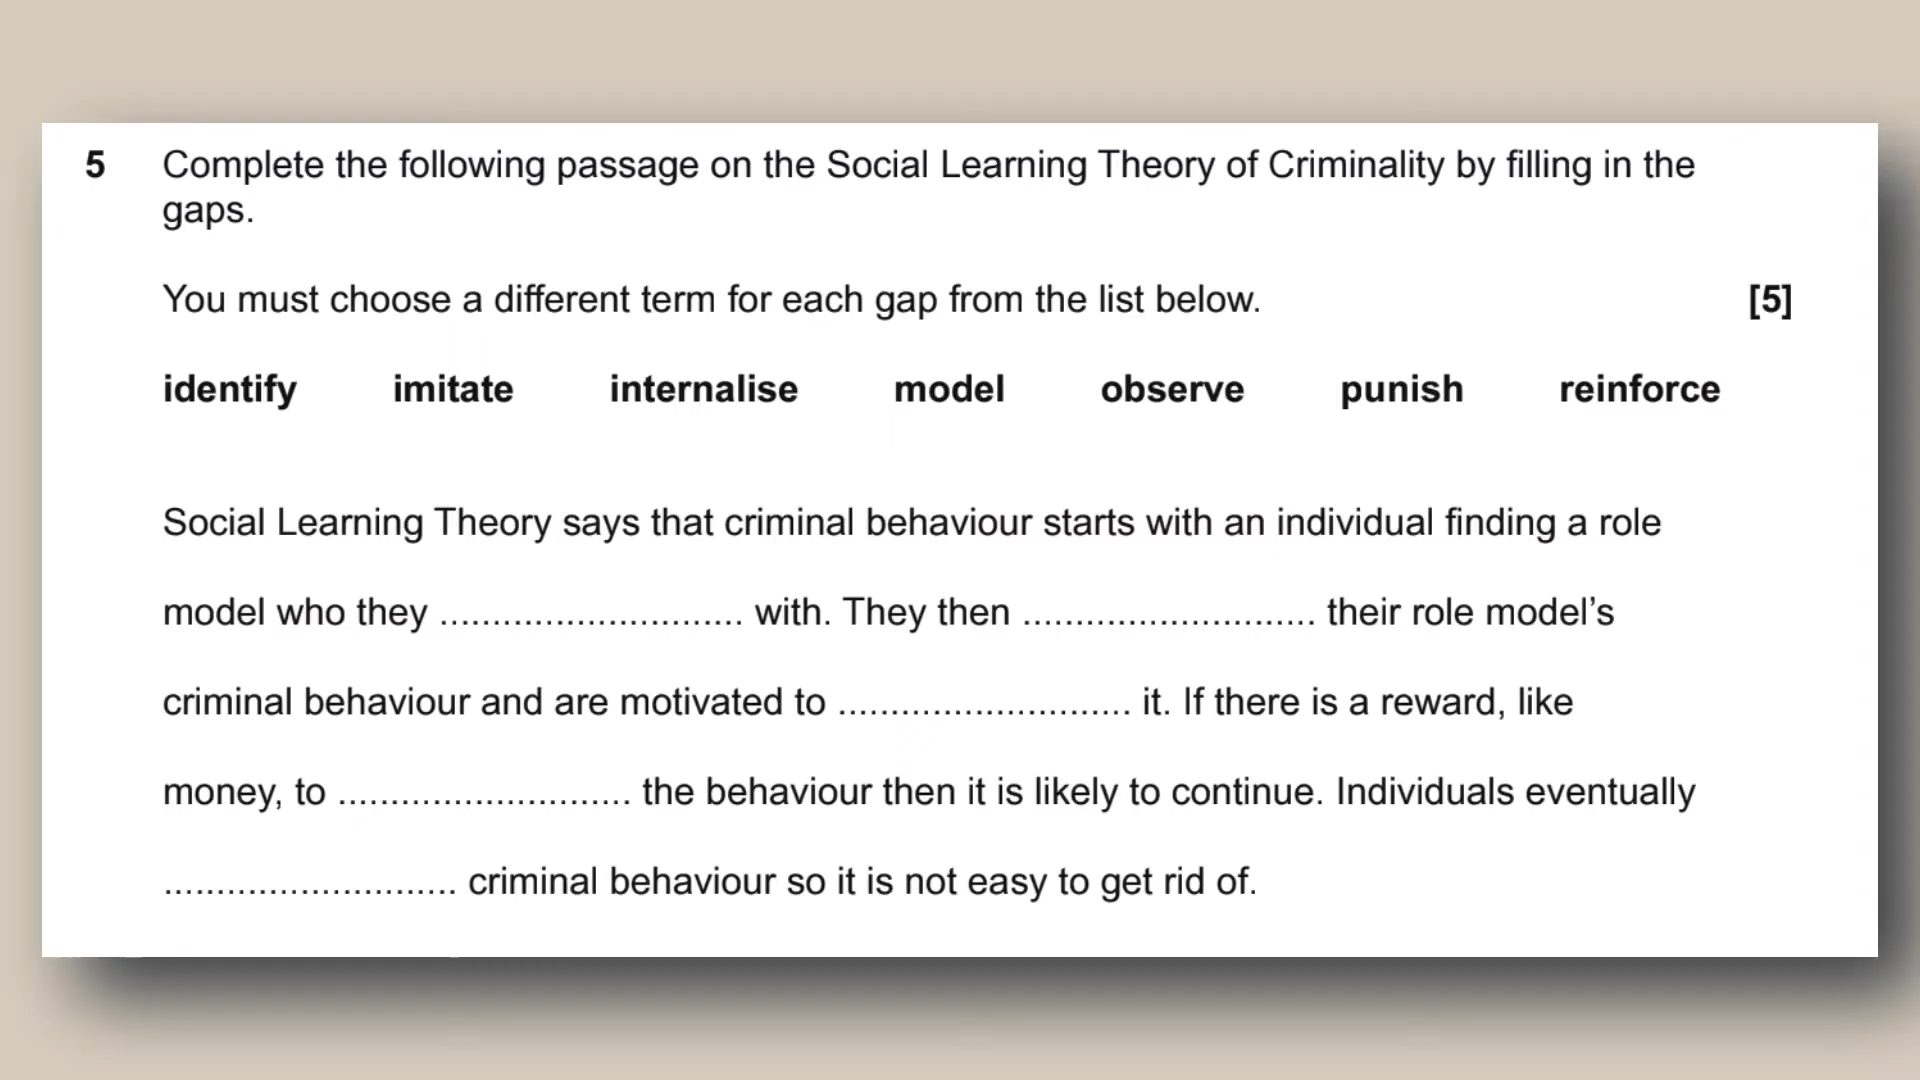 5 Complete the following passage on the Social Learning Theory of Criminality by filling in the
gaps.
You must choose a different term for each gap from the list below. [5]
identify imitate internalise model observe punish reinforce
Social Learning Theory says that criminal behaviour starts with an individual finding a role
model who they ............................ with. They then ............................ their role model’s
criminal behaviour and are motivated to ............................ it. If there is a reward, like
money, to ............................ the behaviour then it is likely to continue. Individuals eventually
............................ criminal behaviour so it is not easy to get rid of.